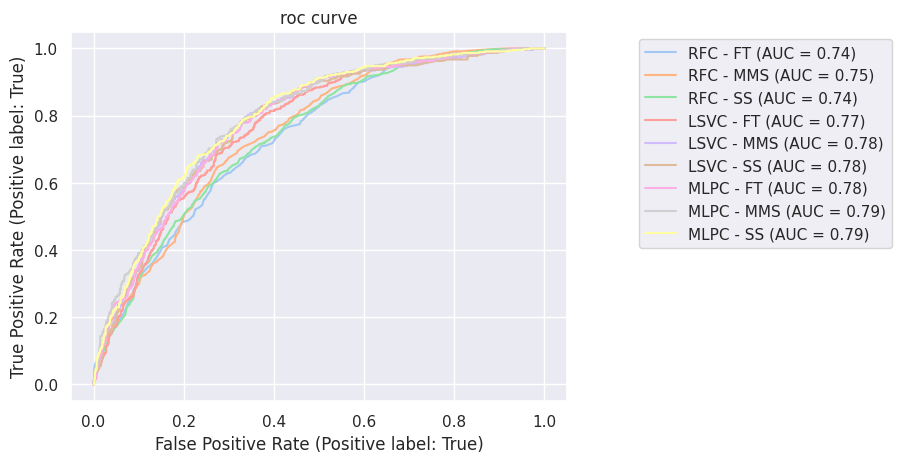 roc curve
True Positive Rate (Positive label: True)
1.0
0.8
0.6
0.4
0.2
0.0
0.0 0.2 0.4 0.6 0.8 1.0
False Positive Rate (Positive label: True)
RFC - FT (AUC = 0.74)
RFC - MMS (AUC = 0.75)
RFC - SS (AUC = 0.74)
LSVC - FT (AUC = 0.77)
LSVC - MMS (AUC = 0.78)
LSVC - SS (AUC = 0.78)
MLPC - FT (AUC = 0.78)
MLPC - MMS (AUC = 0.79)
MLPC - SS (AUC = 0.79)